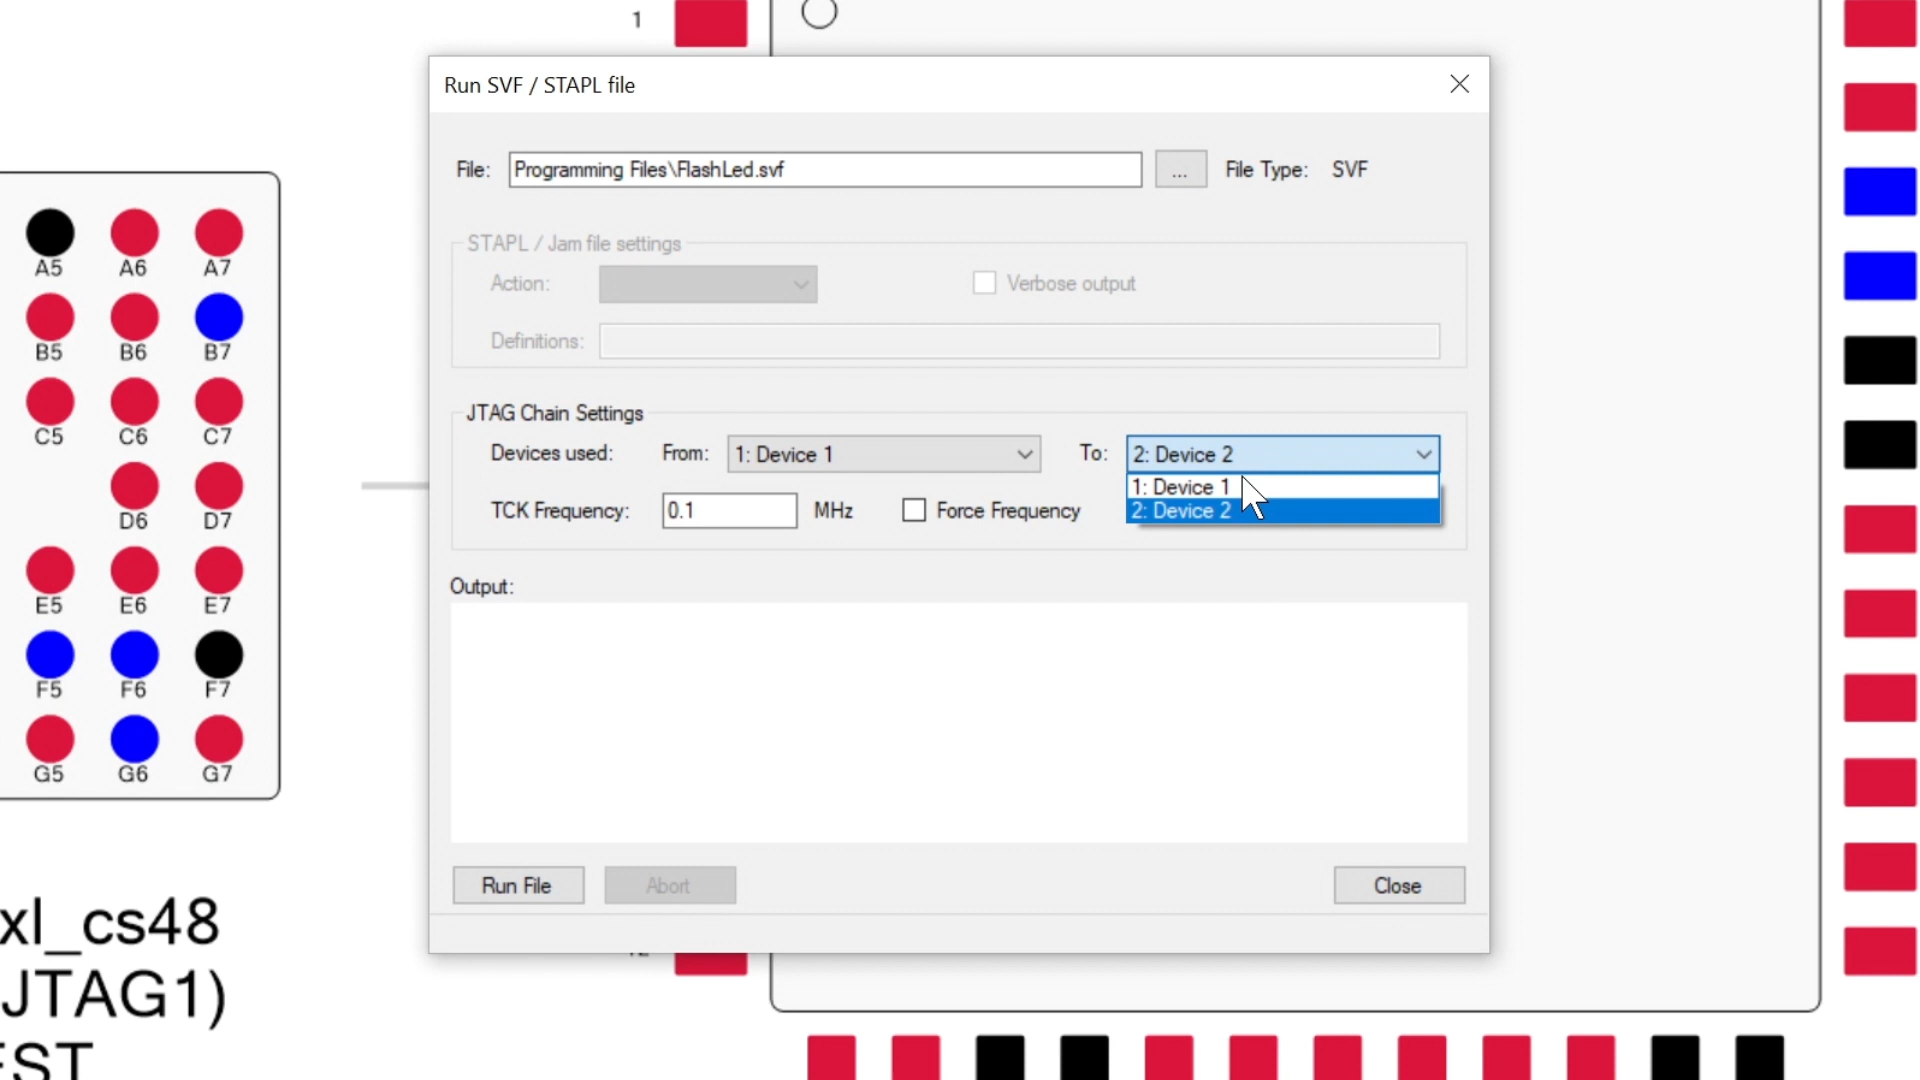 1
Run SVF / STAPL file
File: Programming Files\FlashLed.svf ... File Type: SVF
STAPL / Jam file settings
Action: Verbose output
Definitions:
JTAG Chain Settings
Devices used: From: 1: Device 1 To: 2: Device 2
1: Device 1
2: Device 2
TCK Frequency: 0.1 MHz Force Frequency
Output:
Run File Abort Close
A5 A6 A7
B5 B6 B7
C5 C6 C7
D6 D7
E5 E6 E7
F5 F6 F7
G5 G6 G7
xl_cs48
JTAG1)
EST